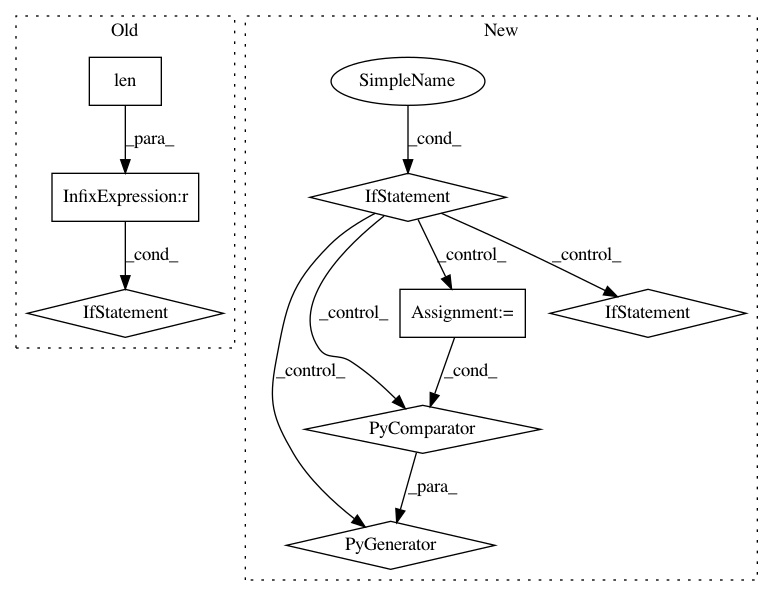 Old
len
_para_
InfixExpression:r
_cond_
IfStatement
New
SimpleName
_cond_
IfStatement
_control_
_control_
_control_
_control_
Assignment:=
IfStatement
_cond_
PyComparator
_para_
PyGenerator